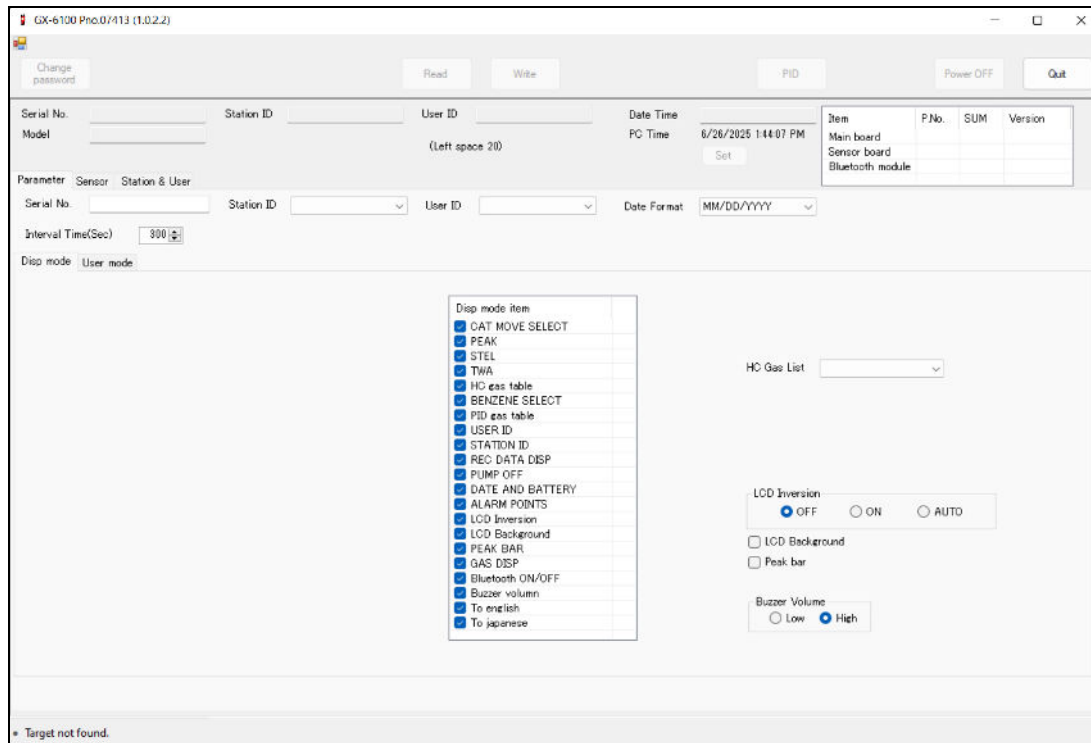 GX-6100 Pno.07413 (1.0.2.2)
Change password
Read
Write
PID
Power OFF
Quit
Serial No.
Station ID
User ID
Date Time
Model
(Left space 20)
PC Time 6/26/2025 1:44:07 PM
Set
Item P.No. SUM Version
Main board
Sensor board
Bluetooth module
Parameter Sensor Station & User
Serial No.
Station ID
User ID
Date Format MM/DD/YYYY
Interval Time(Sec) 300
Disp mode User mode
Disp mode item
CAT MOVE SELECT
PEAK
STEL
TWA
HC gas table
BENZENE SELECT
PID gas table
USER ID
STATION ID
REC DATA DISP
PUMP OFF
DATE AND BATTERY
ALARM POINTS
LCD Inversion
LCD Background
PEAK BAR
GAS DISP
Bluetooth ON/OFF
Buzzer volumn
To english
To japanese
HC Gas List
LCD Inversion
OFF ON AUTO
LCD Background
Peak bar
Buzzer Volume
Low High
Target not found.